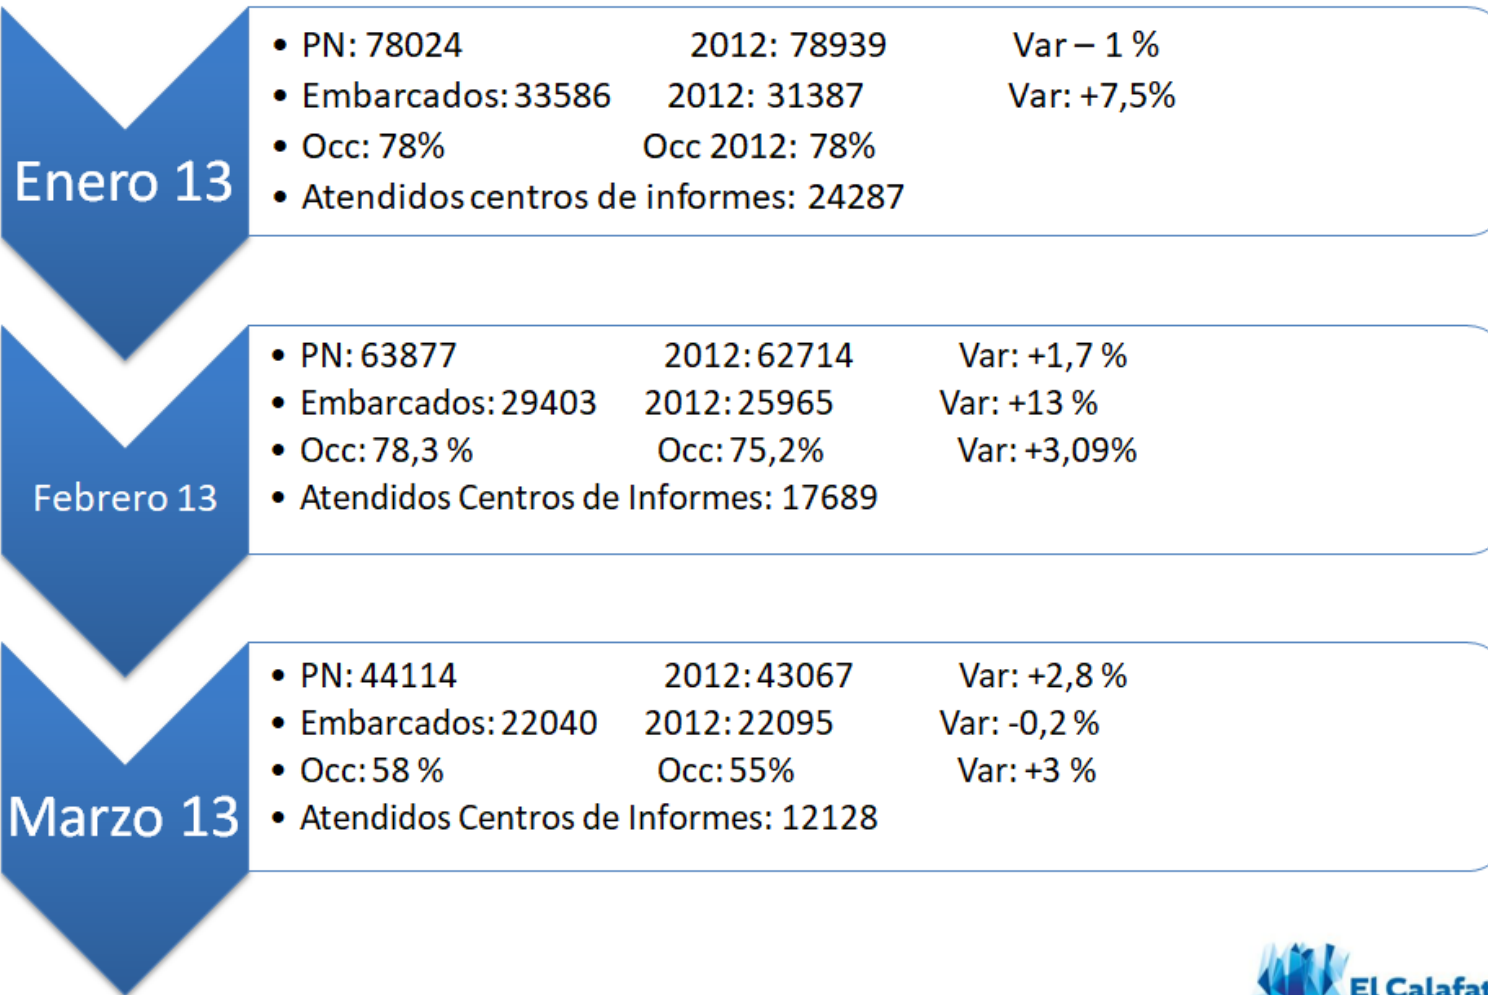 Enero 13
• PN: 78024 2012: 78939 Var – 1 %
• Embarcados: 33586 2012: 31387 Var: +7,5%
• Occ: 78% Occ 2012: 78%
• Atendidos centros de informes: 24287
Febrero 13
• PN: 63877 2012: 62714 Var: +1,7 %
• Embarcados: 29403 2012: 25965 Var: +13 %
• Occ: 78,3 % Occ: 75,2% Var: +3,09%
• Atendidos Centros de Informes: 17689
Marzo 13
• PN: 44114 2012: 43067 Var: +2,8 %
• Embarcados: 22040 2012: 22095 Var: -0,2 %
• Occ: 58 % Occ: 55% Var: +3 %
• Atendidos Centros de Informes: 12128
El Calafat